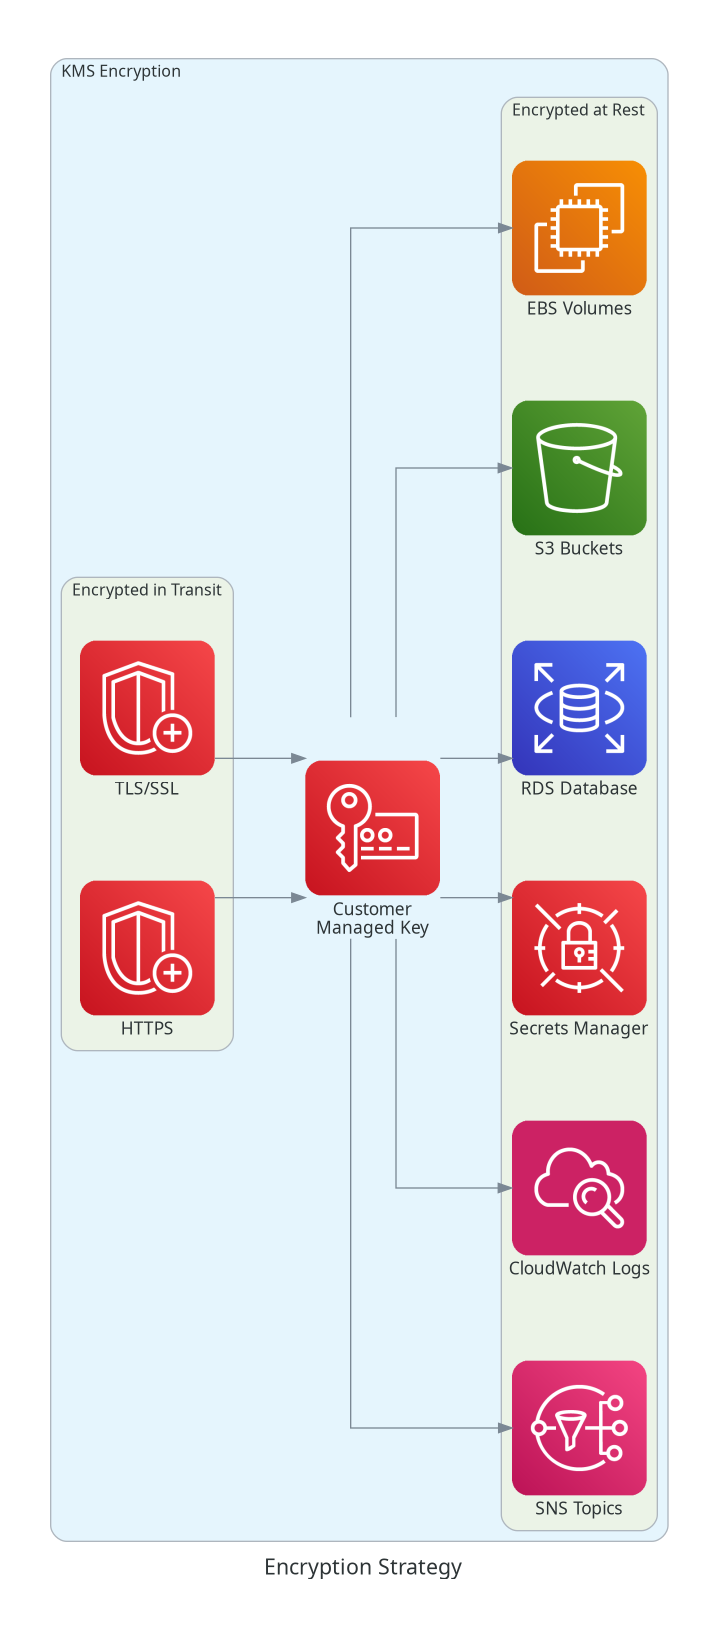 KMS Encryption
Encrypted at Rest
EBS Volumes
S3 Buckets
Encrypted in Transit
TLS/SSL
RDS Database
Customer
Managed Key
HTTPS
Secrets Manager
CloudWatch Logs
SNS Topics
Encryption Strategy